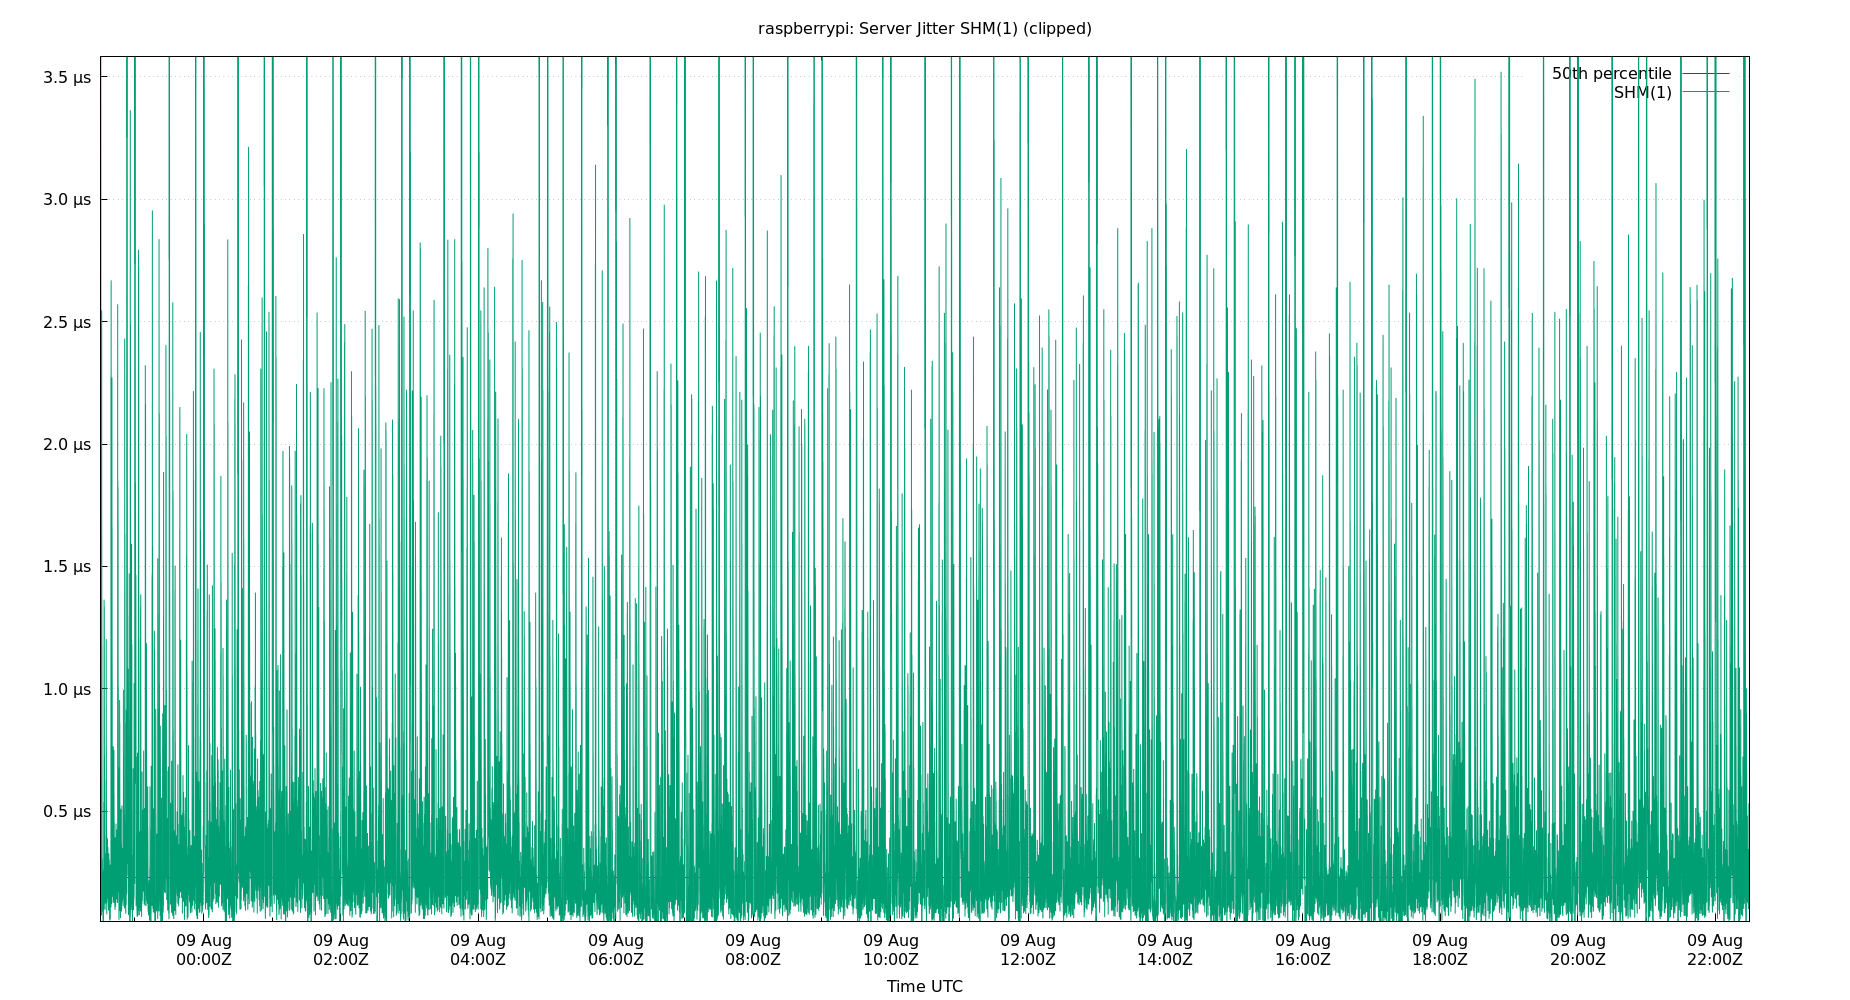 raspberrypi: Server Jitter SHM(1) (clipped)
50th percentile
SHM(1)
3.5 µs
3.0 µs
2.5 µs
2.0 µs
1.5 µs
1.0 µs
0.5 µs
09 Aug 09 Aug 09 Aug 09 Aug 09 Aug 09 Aug 09 Aug 09 Aug 09 Aug 09 Aug 09 Aug 09 Aug
00:00Z 02:00Z 04:00Z 06:00Z 08:00Z 10:00Z 12:00Z 14:00Z 16:00Z 18:00Z 20:00Z 22:00Z
Time UTC